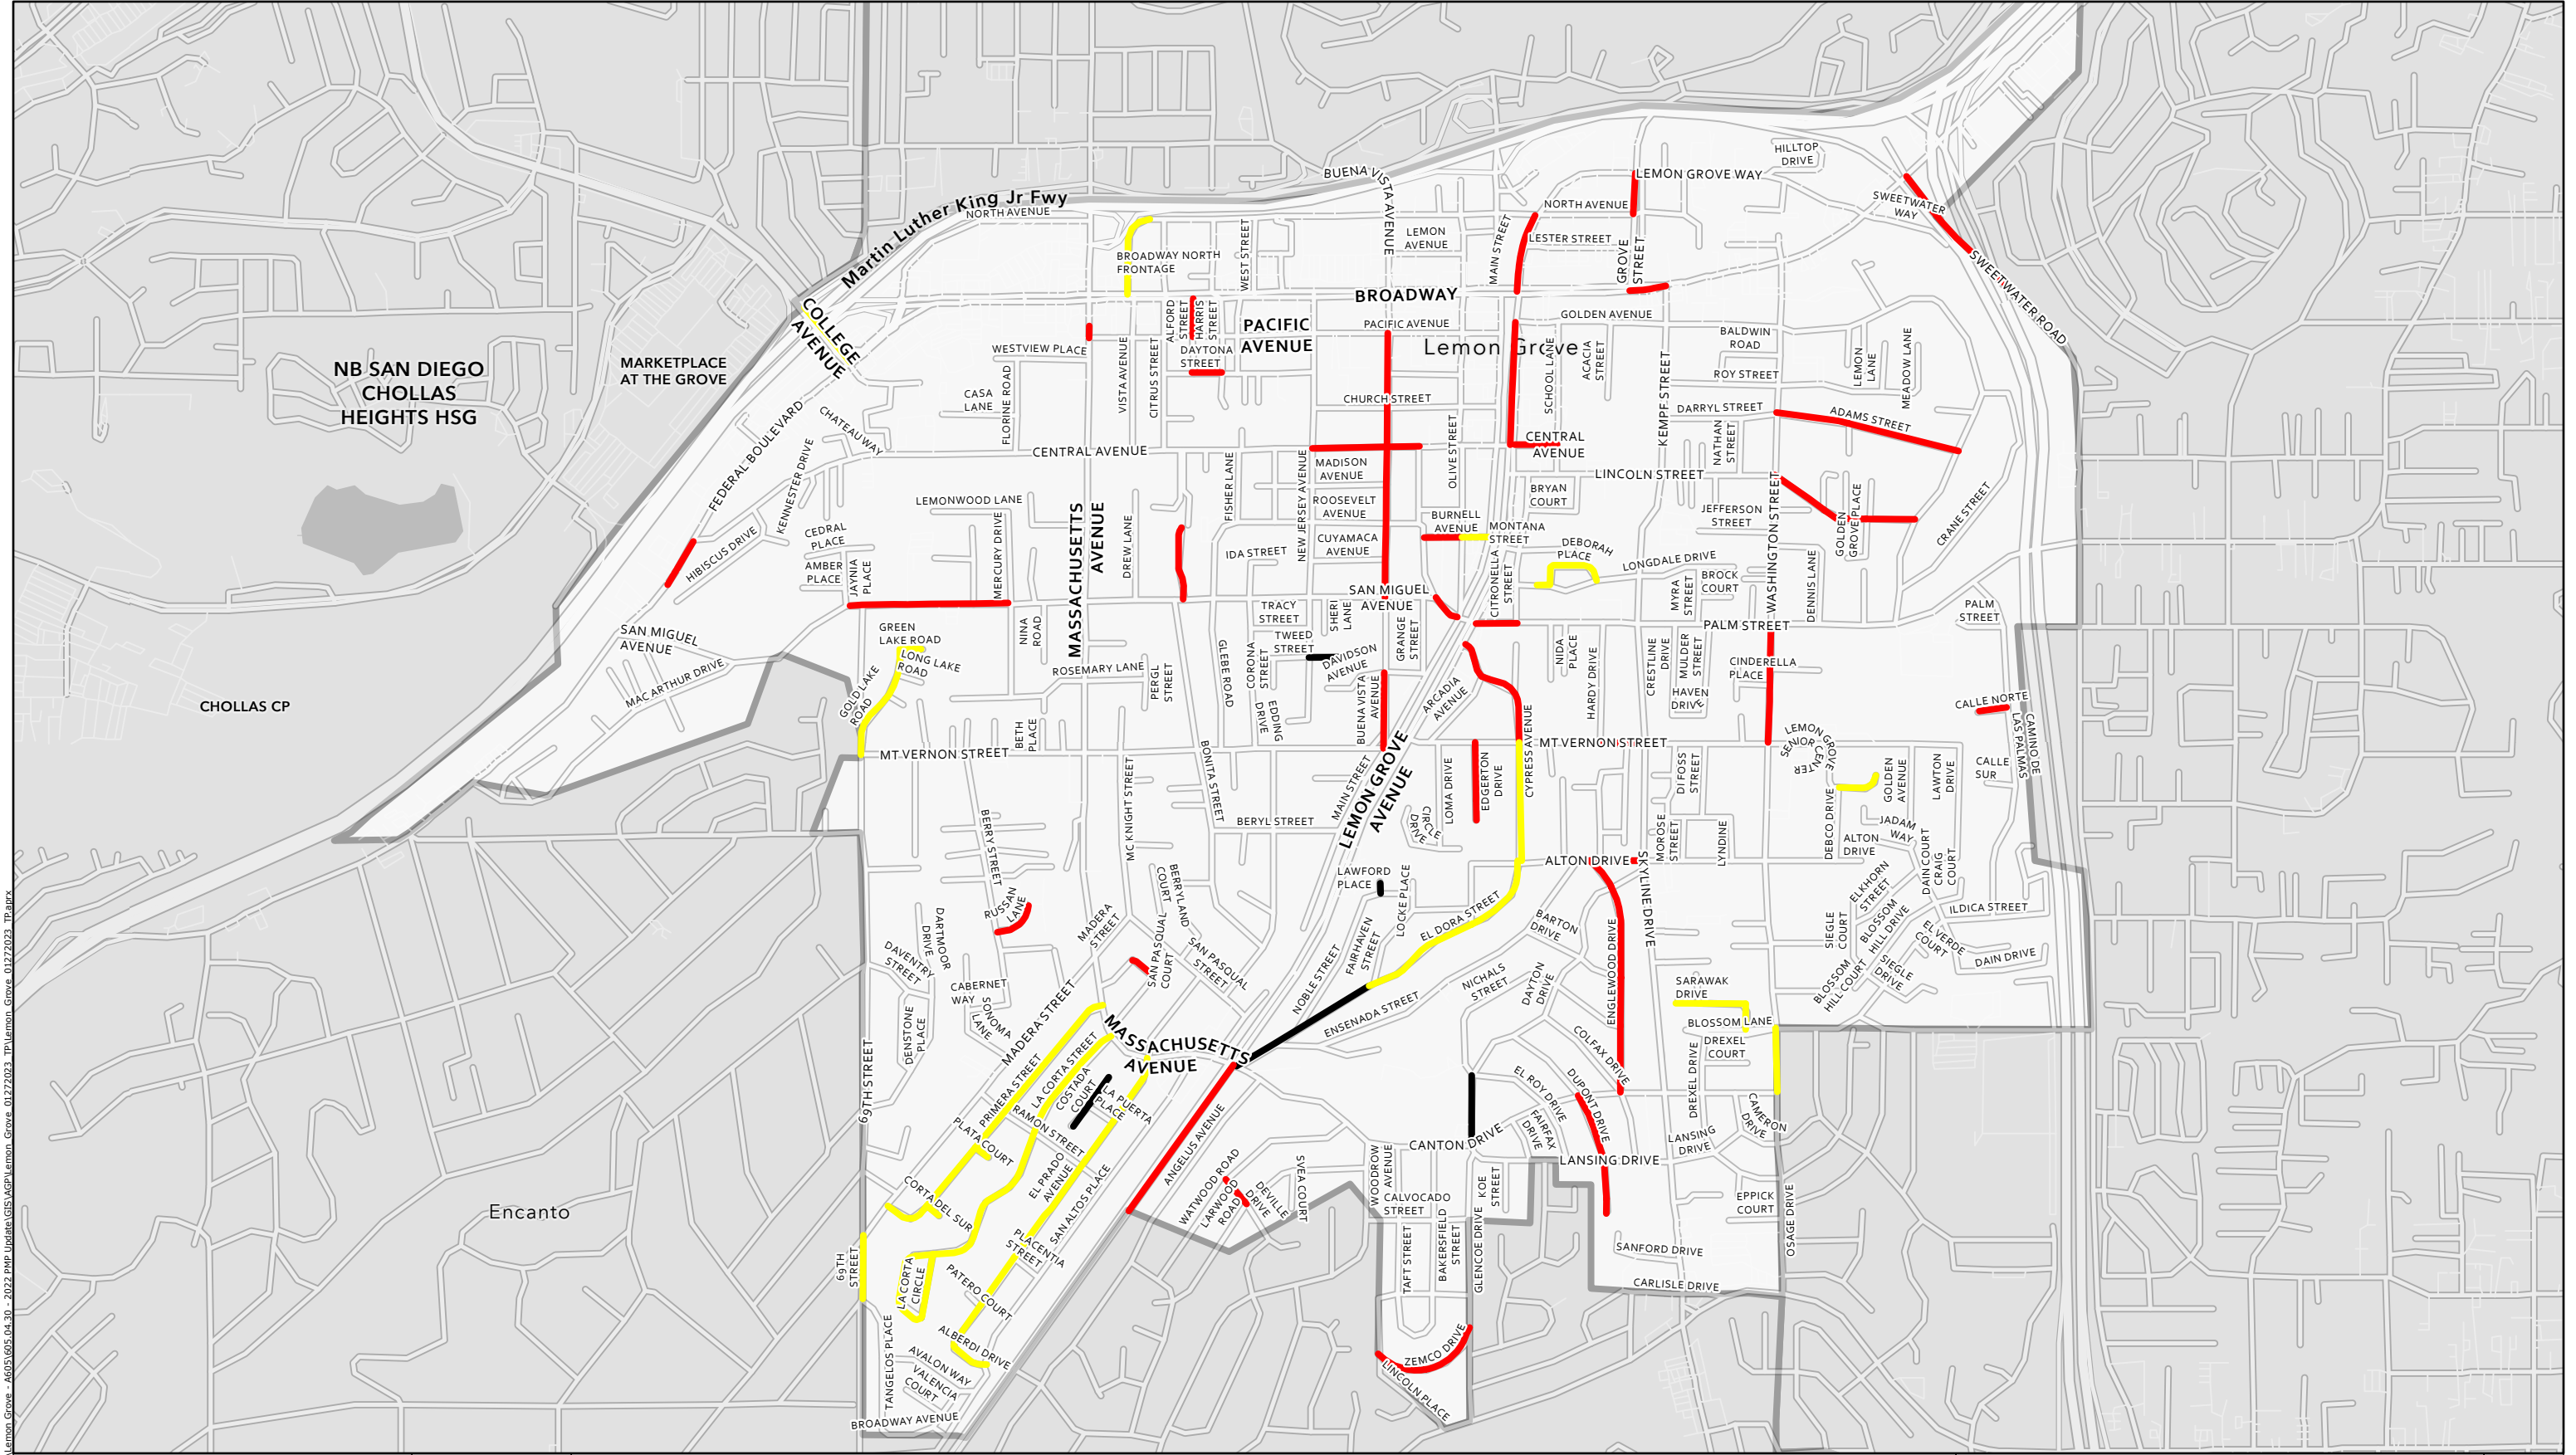 HILLTOP
DRIVE
BUENA VISTA AVENUE
LEMON GROVE WAY
Martin Luther King Jr Fwy
NORTH AVENUE
NORTH AVENUE
SWEETWATER
WAY
LEMON
AVENUE
MAIN STREET
LESTER STREET
GROVE
STREET
WEST STREET
BROADWAY NORTH
FRONTAGE
SWEETWATER ROAD
BROADWAY
COLLEGE
AVENUE
ALFORD
STREET
HARRIS
STREET
PACIFIC
AVENUE
PACIFIC AVENUE
GOLDEN AVENUE
BALDWIN
ROAD
Lemon Grove
WESTVIEW PLACE
DAYTONA
STREET
NB SAN DIEGO
CHOLLAS
HEIGHTS HSG
MARKETPLACE
AT THE GROVE
VISTA AVENUE
CITRUS STREET
SCHOOL LANE
ACACIA
STREET
KEMPF STREET
ROY STREET
LEMON
LANE
MEADOW LANE
CASA
LANE
FLORINE ROAD
CHURCH STREET
DARRYL STREET
ADAMS STREET
CHATEAU WAY
FEDERAL BOULEVARD
KENNESTER DRIVE
CENTRAL AVENUE
CENTRAL
AVENUE
OLIVE STREET
NATHAN
STREET
MADISON
AVENUE
LINCOLN STREET
FISHER LANE
NEW JERSEY AVENUE
LEMONWOOD LANE
ROOSEVELT
AVENUE
BRYAN
COURT
JEFFERSON
STREET
WASHINGTON STREET
GOLDEN
GROVE PLACE
CRANE STREET
MASSACHUSETTS
AVENUE
MERCURY DRIVE
DREW LANE
BURNELL
AVENUE
MONTANA
STREET
CEDRAL
PLACE
HIBISCUS DRIVE
AMBER
PLACE
JAYNIA
PLACE
IDA STREET
CUYAMACA
AVENUE
DEBORAH
PLACE
LONGDALE DRIVE
CITRONELLA
STREET
MYRA
STREET
BROCK
COURT
DENNIS LANE
SAN MIGUEL
AVENUE
TRACY
STREET
SHERI
LANE
PALM
STREET
PALM STREET
SAN MIGUEL
AVENUE
GREEN
LAKE ROAD
LONG LAKE
ROAD
GOLD LAKE
ROAD
NINA
ROAD
TWEED
STREET
DAVIDSON
AVENUE
GRANGE
STREET
MAC ARTHUR DRIVE
ROSEMARY LANE
PERGL
STREET
GLEBE ROAD
CORONA
STREET
EDDING
DRIVE
BUENA VISTA
AVENUE
ARCADIA
AVENUE
NIDA
PLACE
HARDY DRIVE
CRESTLINE
DRIVE
MULDER
STREET
HAVEN
DRIVE
CINDERELLA
PLACE
CHOLLAS CP
CALLE NORTE
CAMINO DE
LAS PALMAS
BETH
PLACE
MT VERNON STREET
MT VERNON STREET
CYPRESS AVENUE
LEMON GROVE
SENIOR CENTER
BONITA STREET
MC KNIGHT STREET
MAIN STREET
LEMON GROVE
AVENUE
LOMA DRIVE
EDGERTON
DRIVE
DI FOSS
STREET
GOLDEN
AVENUE
LAWTON
DRIVE
CALLE
SUR
BERRY STREET
BERYL STREET
CIRCLE
DRIVE
MOROSE
STREET
LYNDINE
DEBCO DRIVE
JADAM
WAY
ALTON
DRIVE
ALTON DRIVE
DAIN COURT
CRAIG
COURT
BERRYLAND
COURT
LAWFORD
PLACE
LOCKE PLACE
SKYLINE DRIVE
ELKHORN
STREET
RUSSAN
LANE
ILDICA STREET
EL DORA STREET
BARTON
DRIVE
SIEGLE
COURT
BLOSSOM
HILL DRIVE
EL VERDE
COURT
DARTMOOR
DRIVE
MADERA
STREET
DAVENTRY
STREET
SAN PASQUAL
COURT
SAN PASQUAL
STREET
FAIRHAVEN
STREET
NOBLE STREET
ENGLEWOOD DRIVE
DAIN DRIVE
SIEGLE
DRIVE
BLOSSOM
HILL COURT
NICHALS
STREET
DAYTON
DRIVE
SARAWAK
DRIVE
CABERNET
WAY
SONOMA
LANE
DENSTONE
PLACE
MADERA STREET
ENSENADA STREET
BLOSSOM LANE
DREXEL
COURT
MASSACHUSETTS
AVENUE
COLFAX DRIVE
69TH STREET
PRIMERA STREET
LA CORTA STREET
COSTADA
COURT
LA PUERTA
PLACE
EL ROY DRIVE
DUPONT DRIVE
DREXEL DRIVE
CAMERON
DRIVE
ANGELUS AVENUE
PLATA COURT
RAMON STREET
FAIRFAX
DRIVE
CANTON DRIVE
LANSING
DRIVE
LANSING DRIVE
EL PRADO
AVENUE
SAN ALTOS PLACE
WATWOOD ROAD
LARWOOD
ROAD
DEVILLE
DRIVE
SVEA COURT
WOODROW
AVENUE
CALVOCADO
STREET
KOE
STREET
EPPICK
COURT
OSAGE DRIVE
CORTA DEL SUR
Encanto
PLACENTIA
STREET
69TH
STREET
TAFT STREET
BAKERSFIELD
STREET
GLENCOE DRIVE
SANFORD DRIVE
LA CORTA
CIRCLE
PATERO COURT
CARLISLE DRIVE
ALBERDI DRIVE
ZEMCO DRIVE
LINCOLN PLACE
TANGELOS PLACE
AVALON WAY
VALENCIA
COURT
BROADWAY AVENUE
\Lemon Grove - A605\605.04.30 - 2022 PMP Update\GIS\AGP\Lemon Grove_01272023_TP\Lemon Grove_01272023_TP.aprx